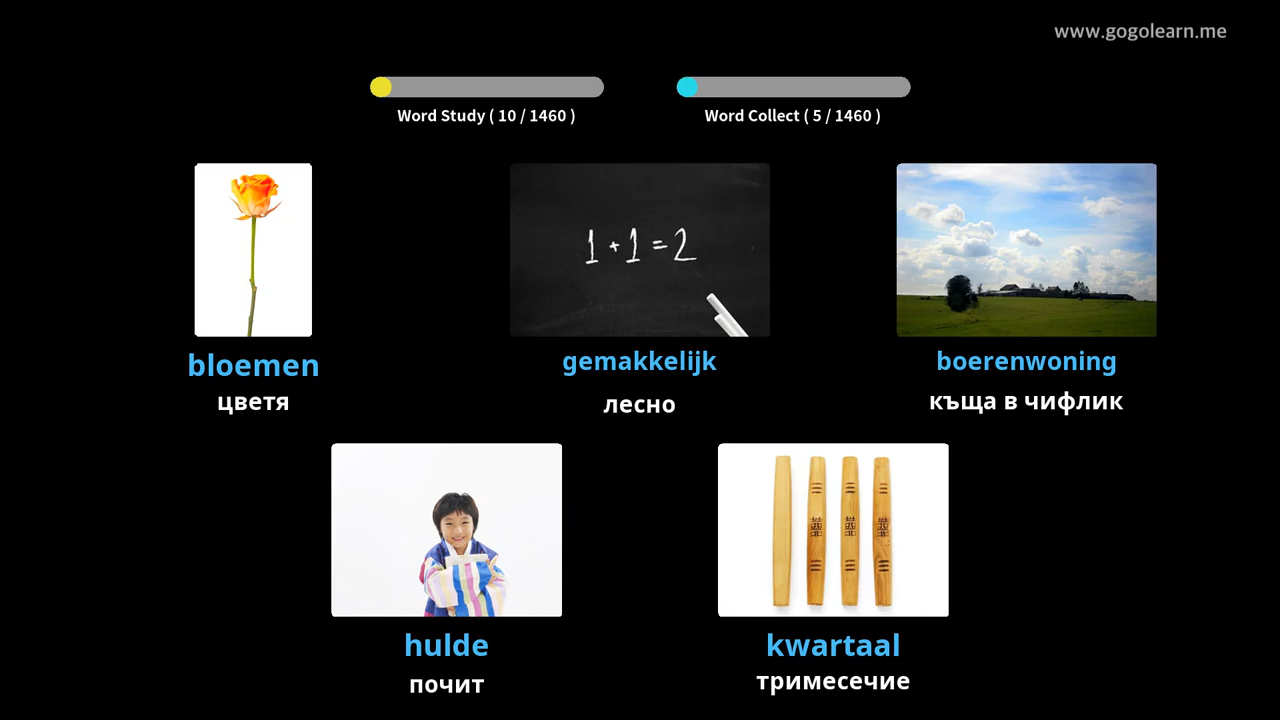 www.gogolearn.me
Word Study ( 10 / 1460 )
Word Collect ( 5 / 1460 )
1 + 1 = 2
bloemen
цветя
gemakkelijk
лесно
boerenwoning
къща в чифлик
hulde
почит
kwartaal
тримесечие